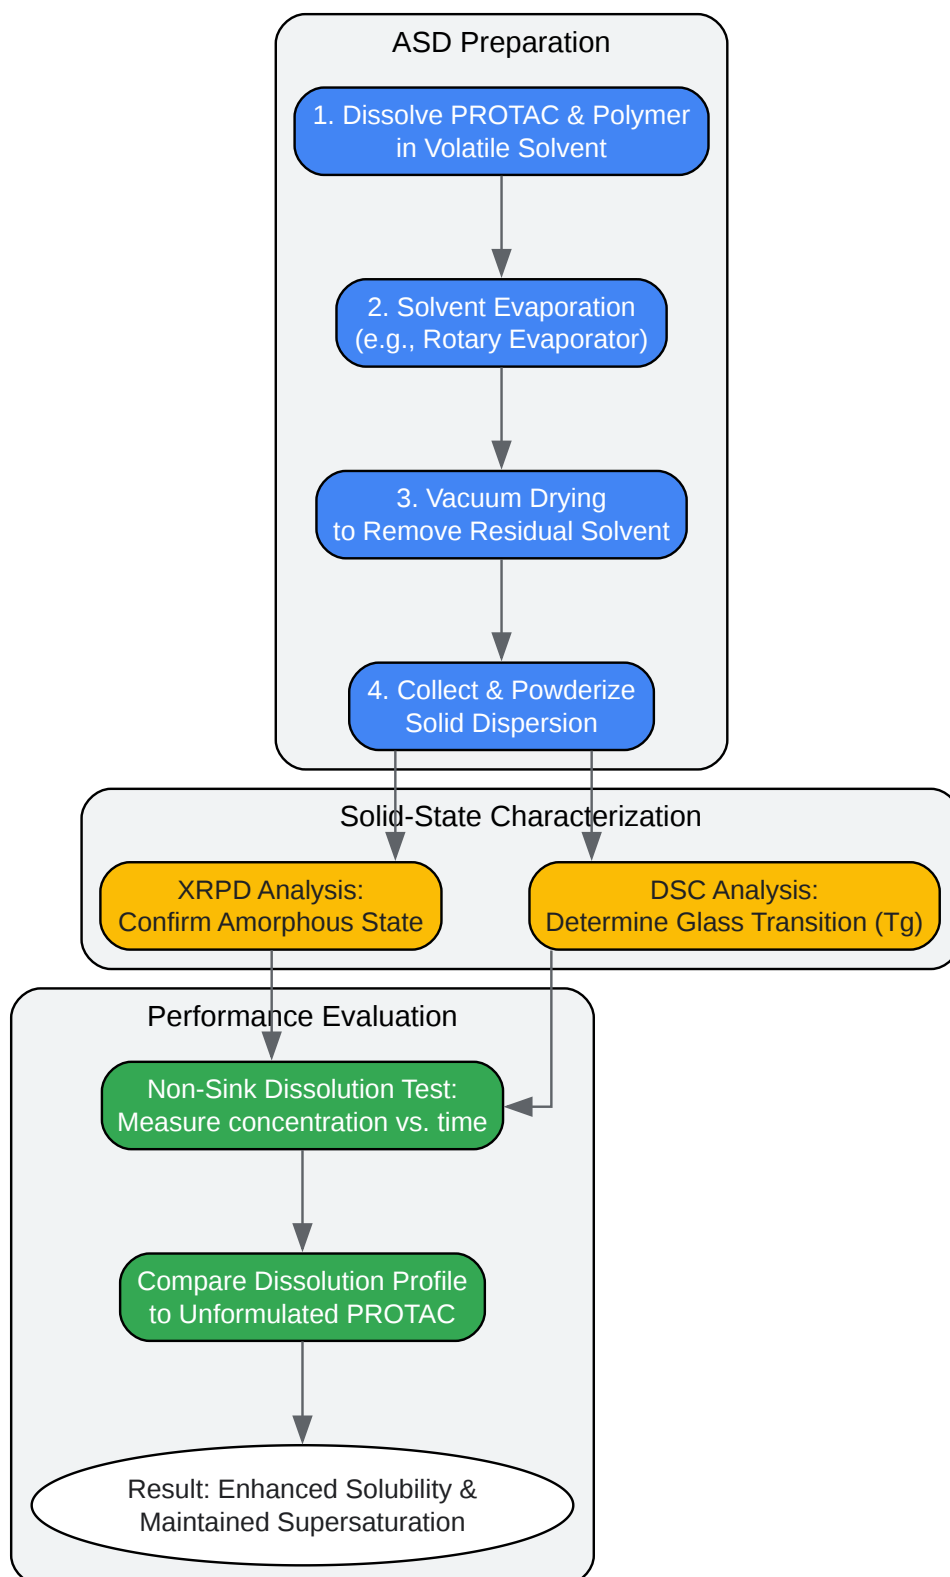 ASD Preparation
1. Dissolve PROTAC & Polymer
in Volatile Solvent
2. Solvent Evaporation
(e.g., Rotary Evaporator)
3. Vacuum Drying
to Remove Residual Solvent
4. Collect & Powderize
Solid Dispersion
Solid-State Characterization
XRPD Analysis:
Confirm Amorphous State
DSC Analysis:
Determine Glass Transition (Tg)
Performance Evaluation
Non-Sink Dissolution Test:
Measure concentration vs. time
Compare Dissolution Profile
to Unformulated PROTAC
Result: Enhanced Solubility &
Maintained Supersaturation